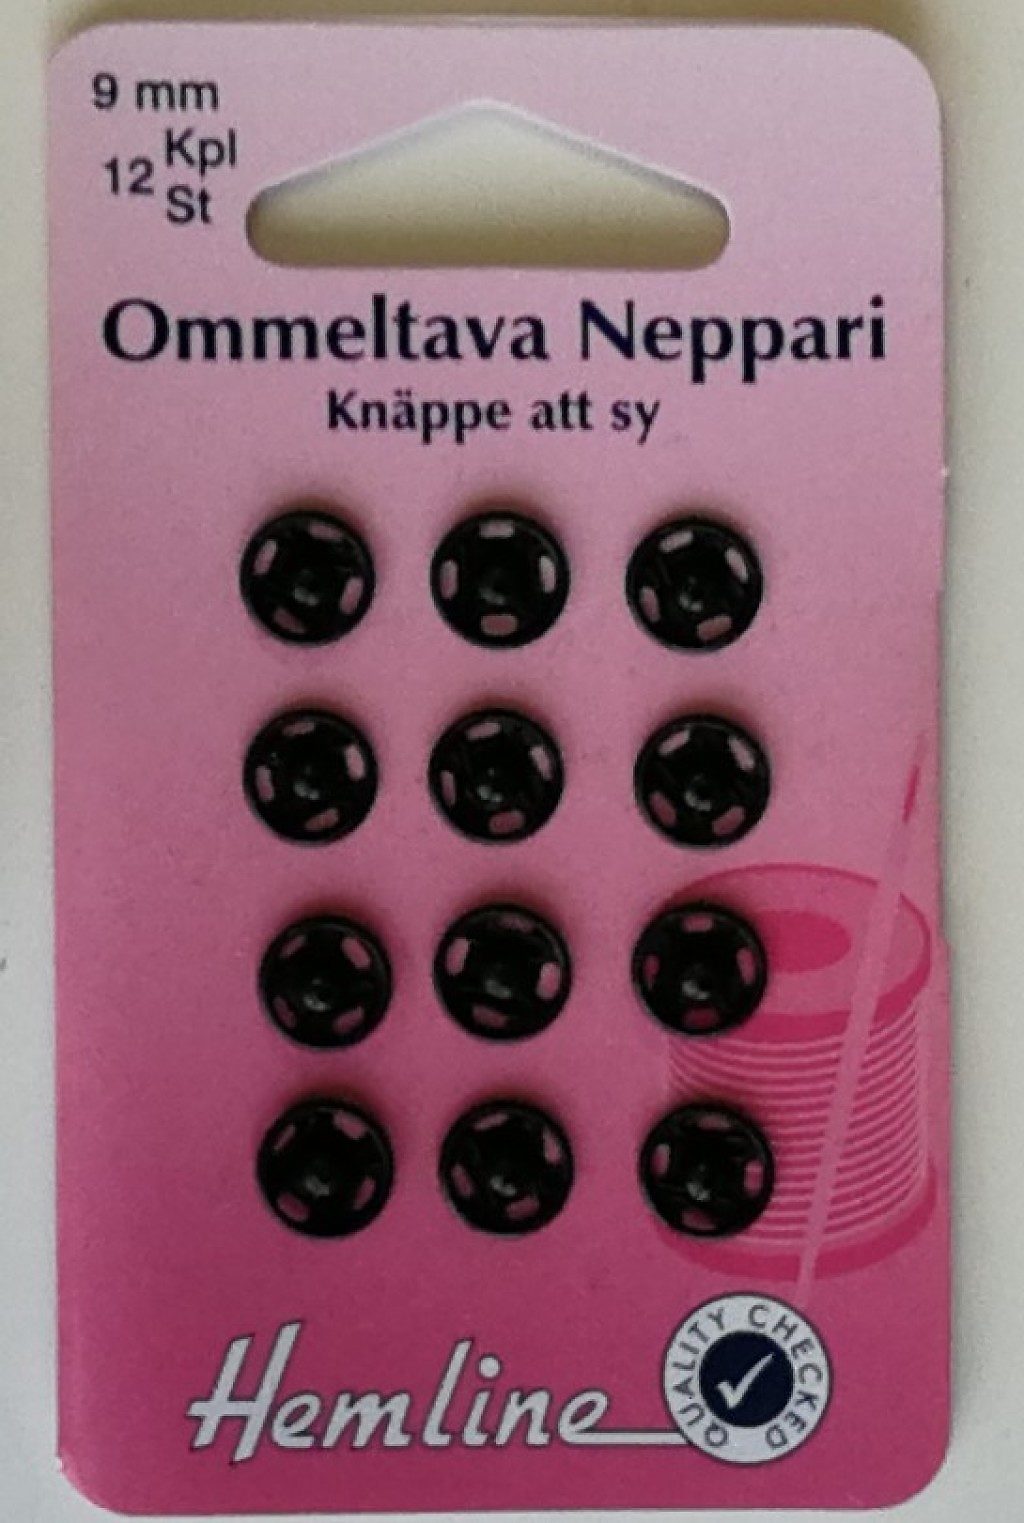 9 mm
12 Kpl
St
Ommeltava Neppari
Knäppe att sy
Hemline
QUALITY CHECKED